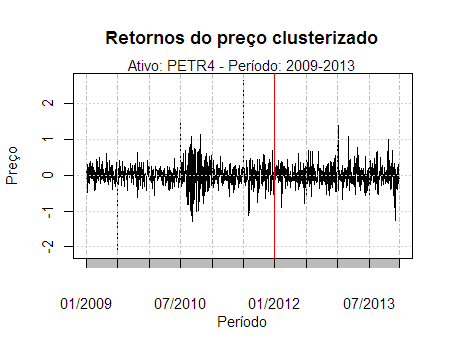 Retornos do preço clusterizado
Ativo: PETR4 - Período: 2009-2013
Preço
2
1
0
-1
-2
01/2009 07/2010 01/2012 07/2013
Período